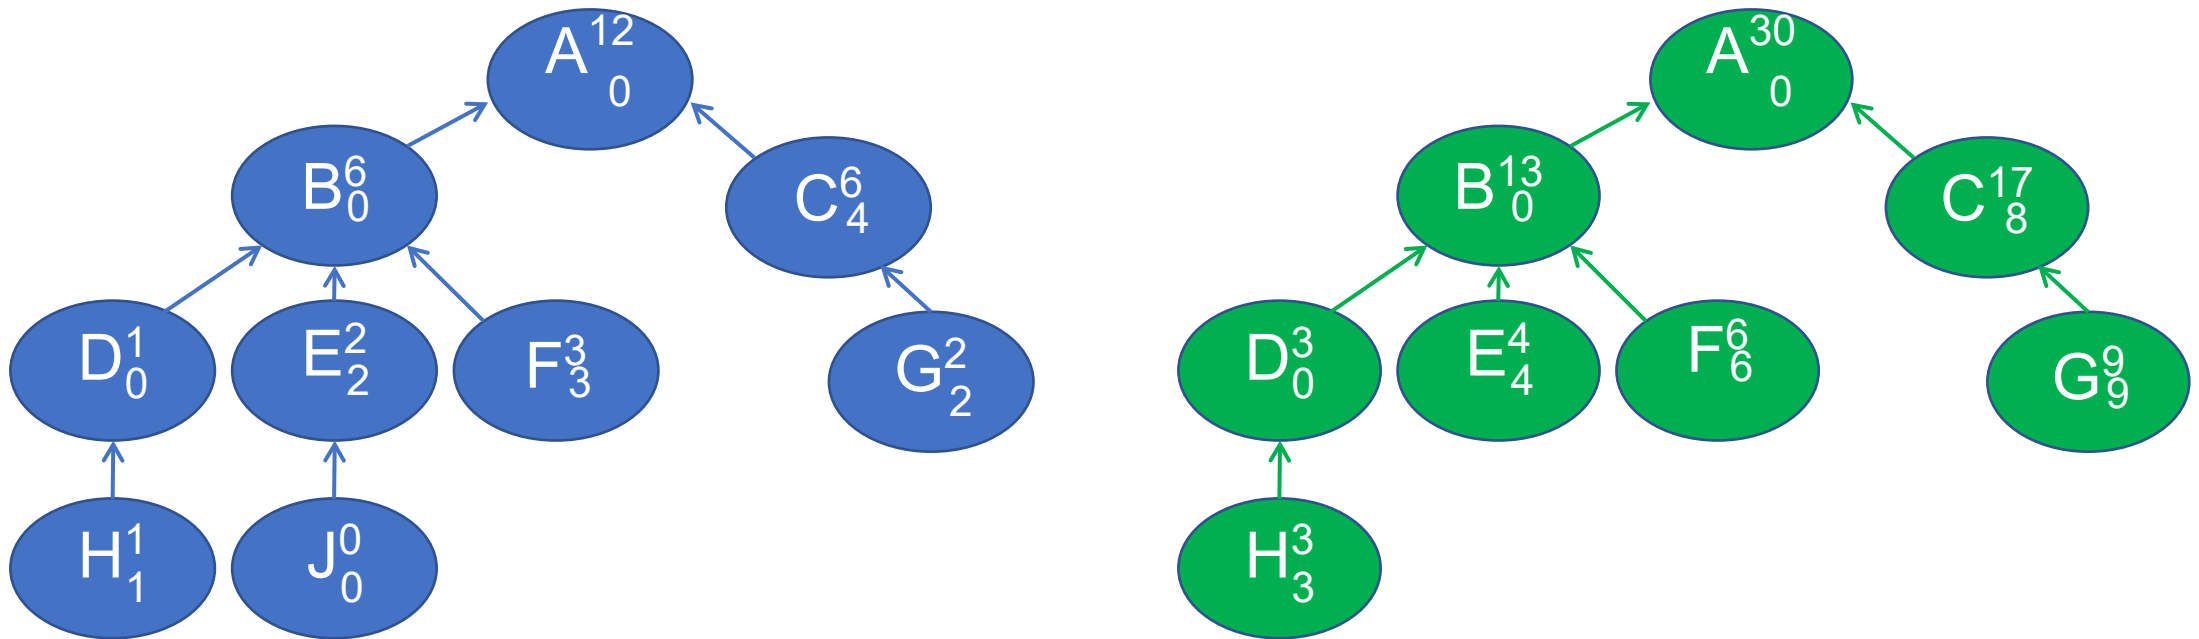 A 12 0
A 30 0
B 6 0
C 6 4
B 13 0
C 17 8
D 1 0
E 2 2
F 3 3
G 2 2
D 3 0
E 4 4
F 6 6
G 9 9
H 1 1
J 0 0
H 3 3